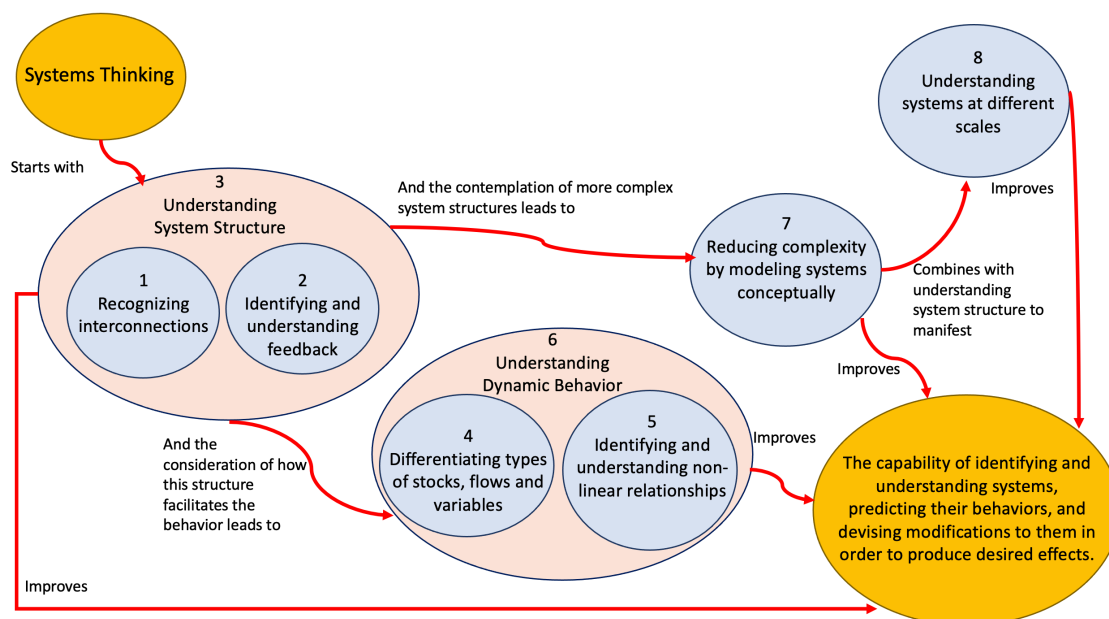 Systems Thinking
Starts with
3
Understanding
System Structure
1
Recognizing
interconnections
2
Identifying and
understanding
feedback
And the contemplation of more complex
system structures leads to
7
Reducing complexity
by modeling systems
conceptually
8
Understanding
systems at different
scales
Improves
Combines with
understanding
system structure to
manifest
Improves
6
Understanding
Dynamic Behavior
4
Differentiating types
of stocks, flows and
variables
5
Identifying and
understanding non-
linear relationships
Improves
And the
consideration of how
this structure
facilitates the
behavior leads to
The capability of identifying and
understanding systems,
predicting their behaviors, and
devising modifications to them in
order to produce desired effects.
Improves